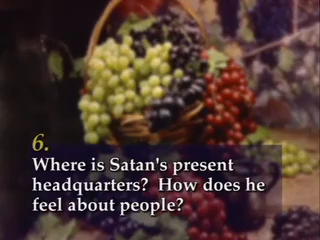 6.
Where is Satan's present
headquarters?  How does he
feel about people?